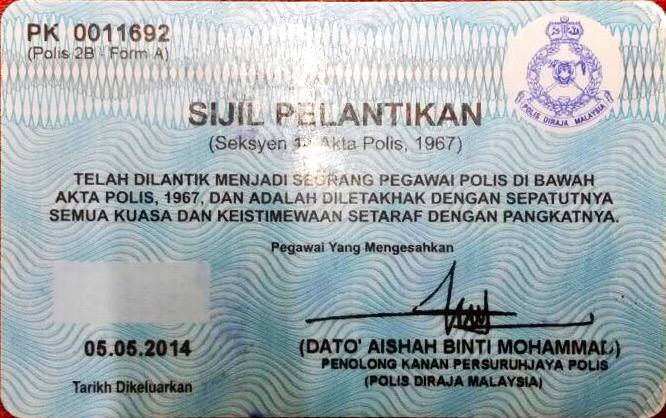 PK 0011692
(Polis 2B - Form A)
POLIS DIRAJA MALAYSIA
SIJIL PELANTIKAN
(Seksyen Akta Polis, 1967)
TELAH DILANTIK MENJADI SEORANG PEGAWAI POLIS DI BAWAH
AKTA POLIS, 1967, DAN ADALAH DILETAKHAK DENGAN SEPATUTNYA
SEMUA KUASA DAN KEISTIMEWAAN SETARAF DENGAN PANGKATNYA.
Pegawai Yang Mengesahkan
05.05.2014
Tarikh Dikeluarkan
(DATO' AISHAH BINTI MOHAMMAD)
PENOLONG KANAN PERSURUHJAYA POLIS
(POLIS DIRAJA MALAYSIA)